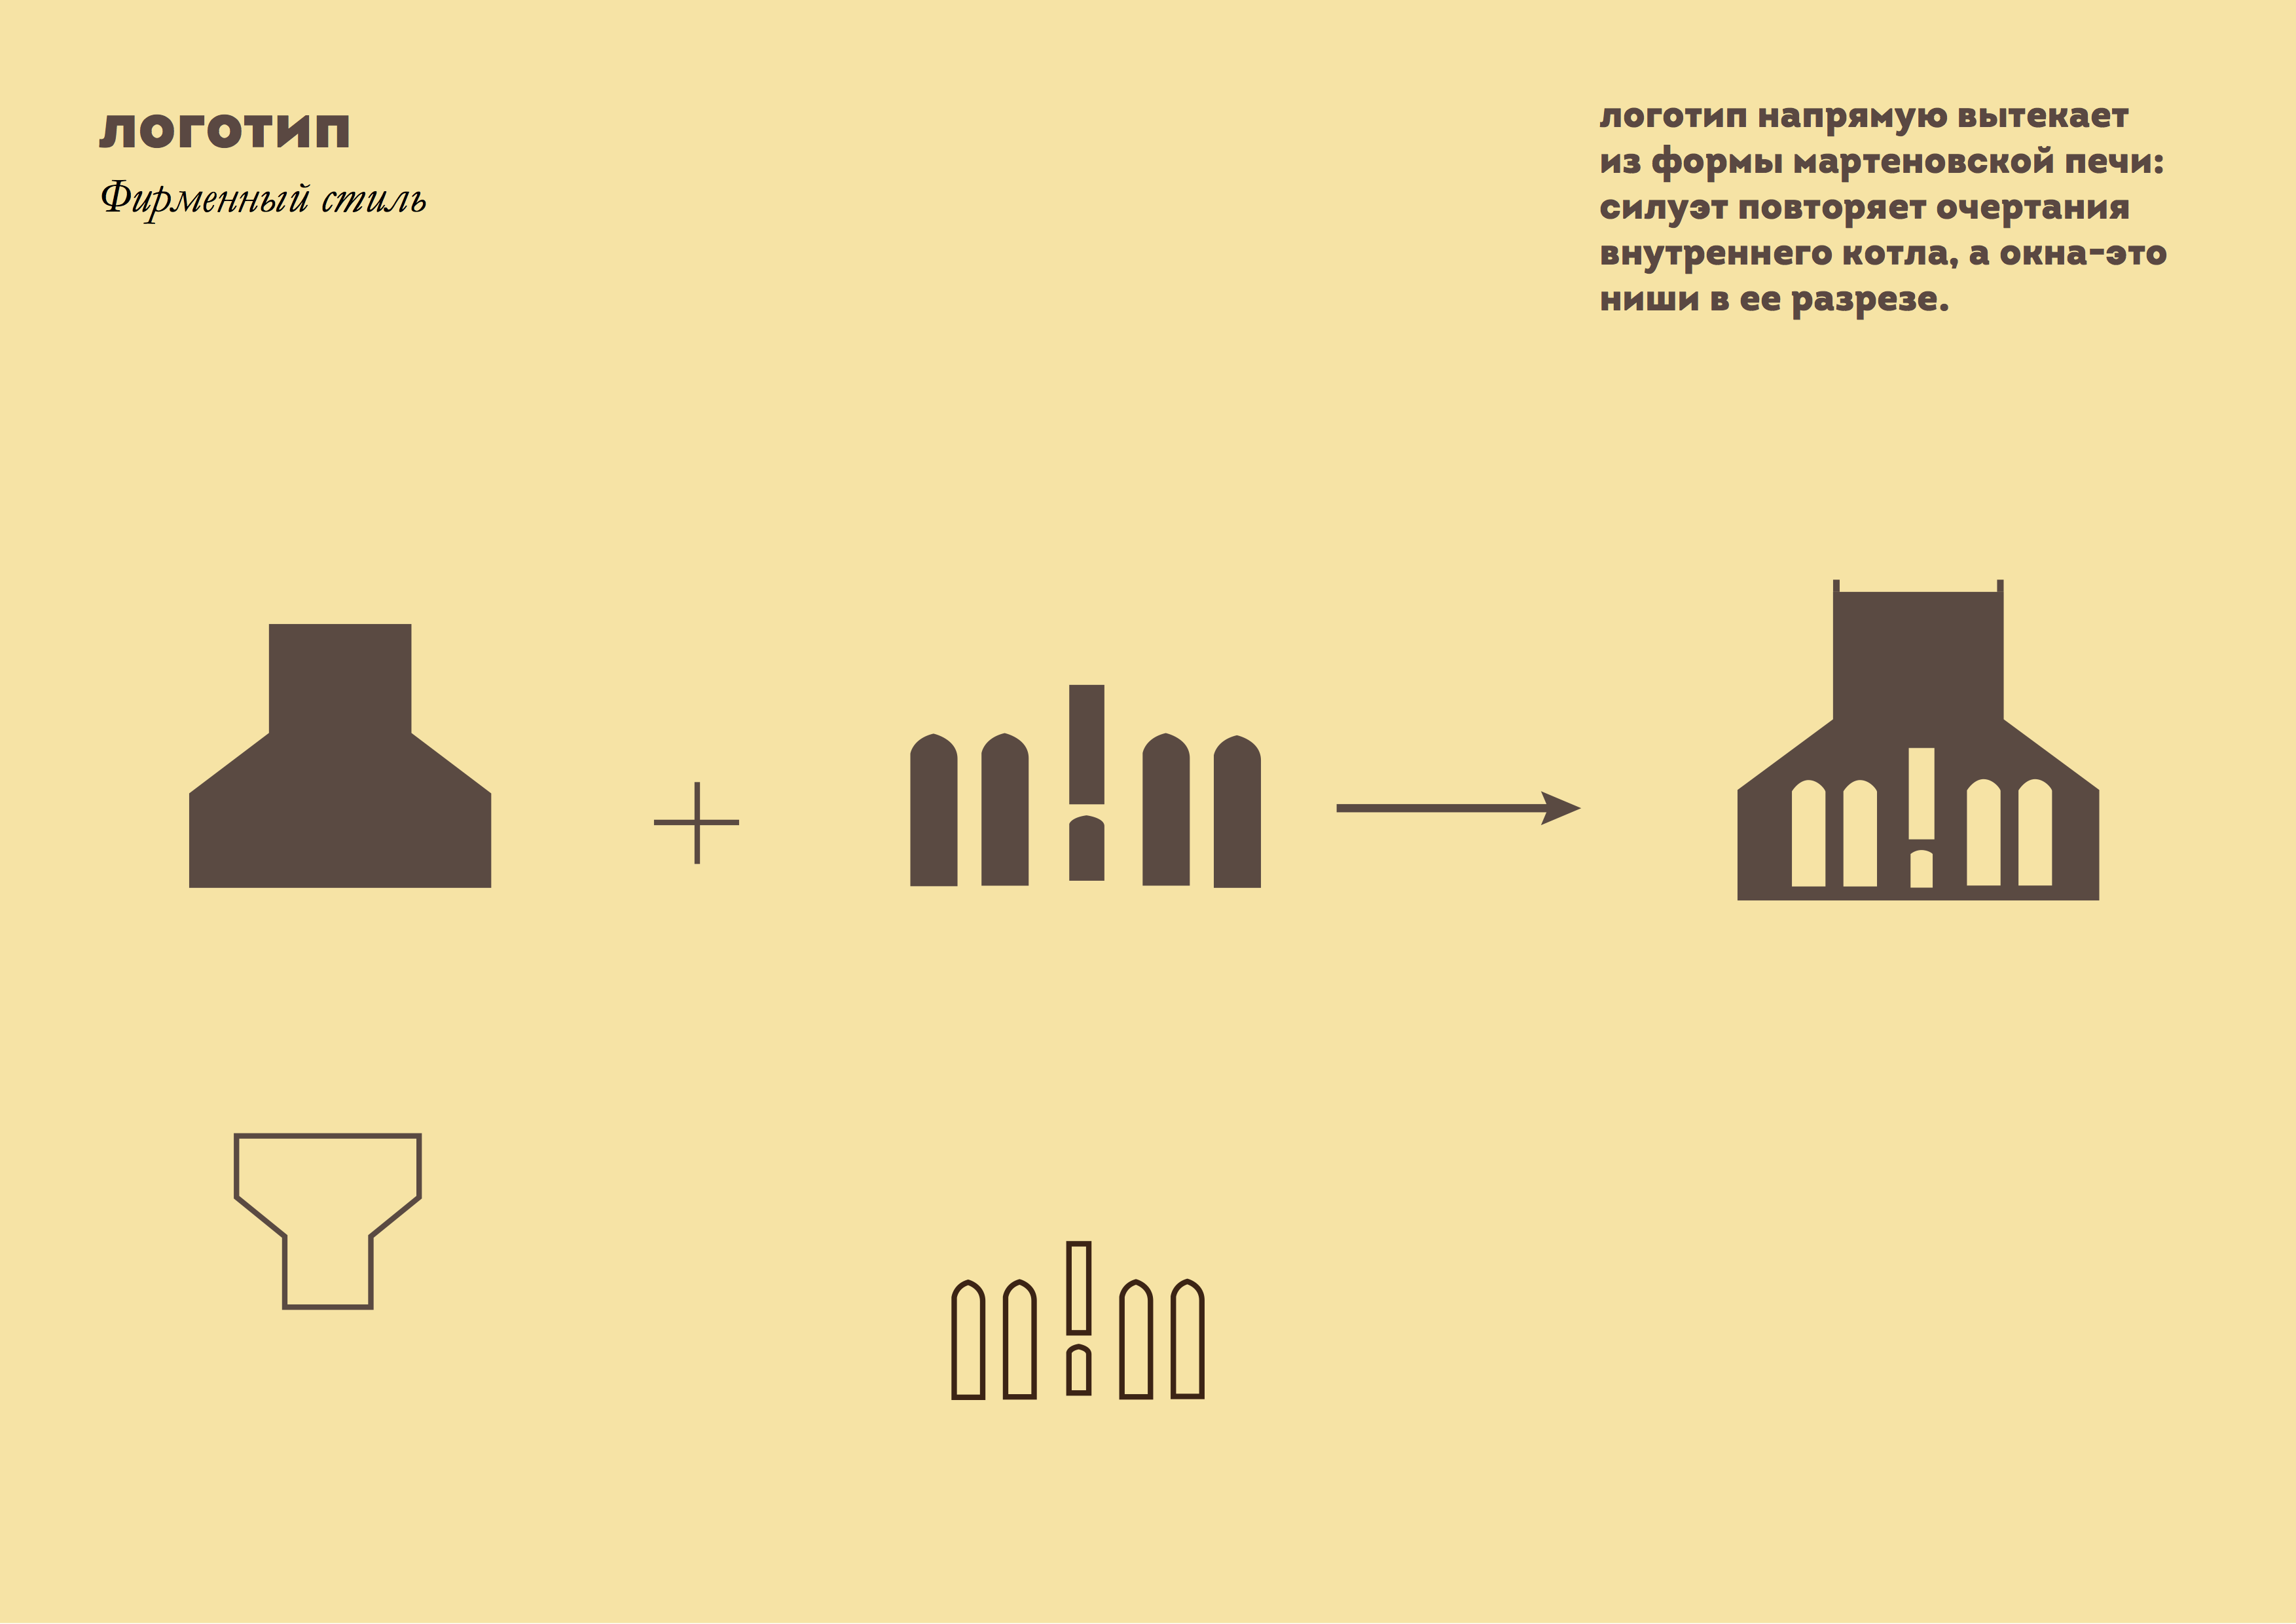 логотип
Фирменный стиль
логотип напрямую вытекает
из формы мартеновской печи:
силуэт повторяет очертания
внутреннего котла, а окна-это
ниши в ее разрезе.